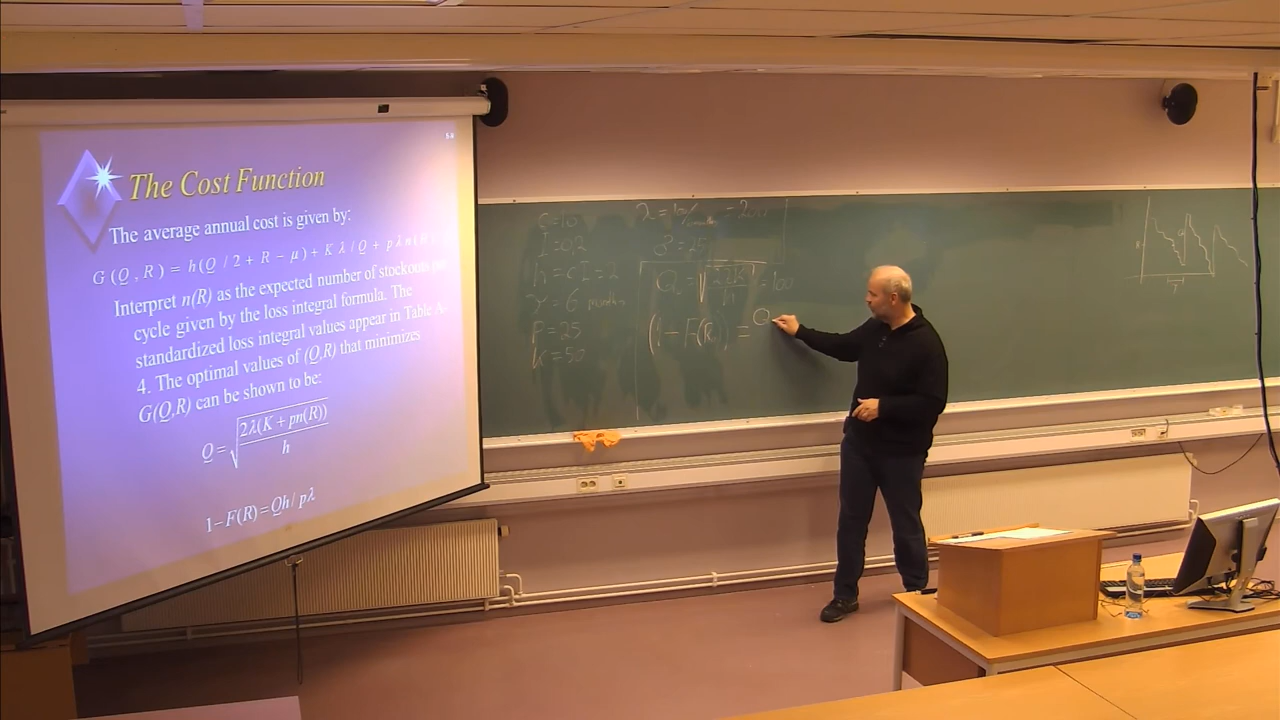 58
The Cost Function
The average annual cost is given by:
G (Q , R ) = h(Q / 2 + R − μ) + K λ / Q + p λ n(
Interpret n(R) as the expected number of stockouts
cycle given by the loss integral formula. The
standardized loss integral values appear in Table A-
4. The optimal values of (Q,R) that minimizes
G(Q,R) can be shown to be:
Q = √(2λ(K + pn(R)) / h)
1− F(R) = Qh / pλ
c=10
I=0,2
h = cI = 2
γ = 6
p=25
K=50
λ = 10/
= 200
= 25
Q = √(2λK / h) = 100
(1−F(R)) = Q